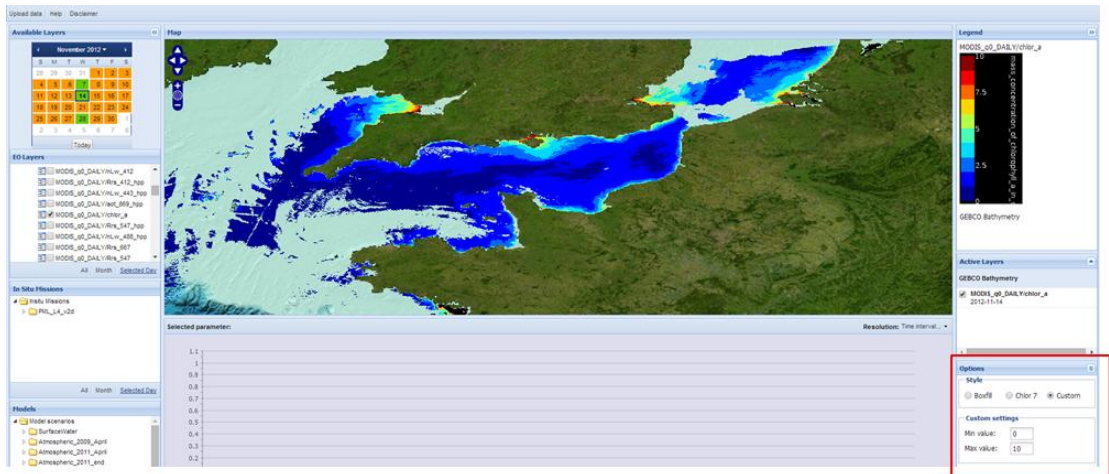 Upload data Help Disclaimer
Available Layers
November 2012
S M T W T F S
28 29 30 31 1 2 3
4 5 6 7 8 9 10
11 12 13 14 15 16 17
18 19 20 21 22 23 24
25 26 27 28 29 30 1
2 3 4 5 6 7 8
Today
EO Layers
MODIS_q0_DAILY/nLw_412
MODIS_q0_DAILY/Rrs_412_hpp
MODIS_q0_DAILY/nLw_443_hpp
MODIS_q0_DAILY/aot_869_hpp
MODIS_q0_DAILY/chlor_a
MODIS_q0_DAILY/Rrs_547_hpp
MODIS_q0_DAILY/nLw_488_hpp
MODIS_q0_DAILY/Rrs_667
MODIS_q0_DAILY/Rrs_547
All Month Selected Day
In Situ Missions
Insitu Missions
PML_L4_v2d
All Month Selected Day
Models
Model scenarios
SurfaceWater
Atmospheric_2009_April
Atmospheric_2011_April
Atmospheric_2011_end
Map
Selected parameter:
Resolution: Time interval...
1.1
1
0.9
0.8
0.7
0.6
0.5
0.4
0.3
0.2
Legend
MODIS_q0_DAILY/chlor_a
10
7.5
5
2.5
0
mass_concentration_of_chlorophyll_a_in_
GEBCO Bathymetry
Active Layers
GEBCO Bathymetry
MODIS_q0_DAILY/chlor_a
2012-11-14
Options
Style
Boxfill Chlor 7 Custom
Custom settings
Min value: 0
Max value: 10